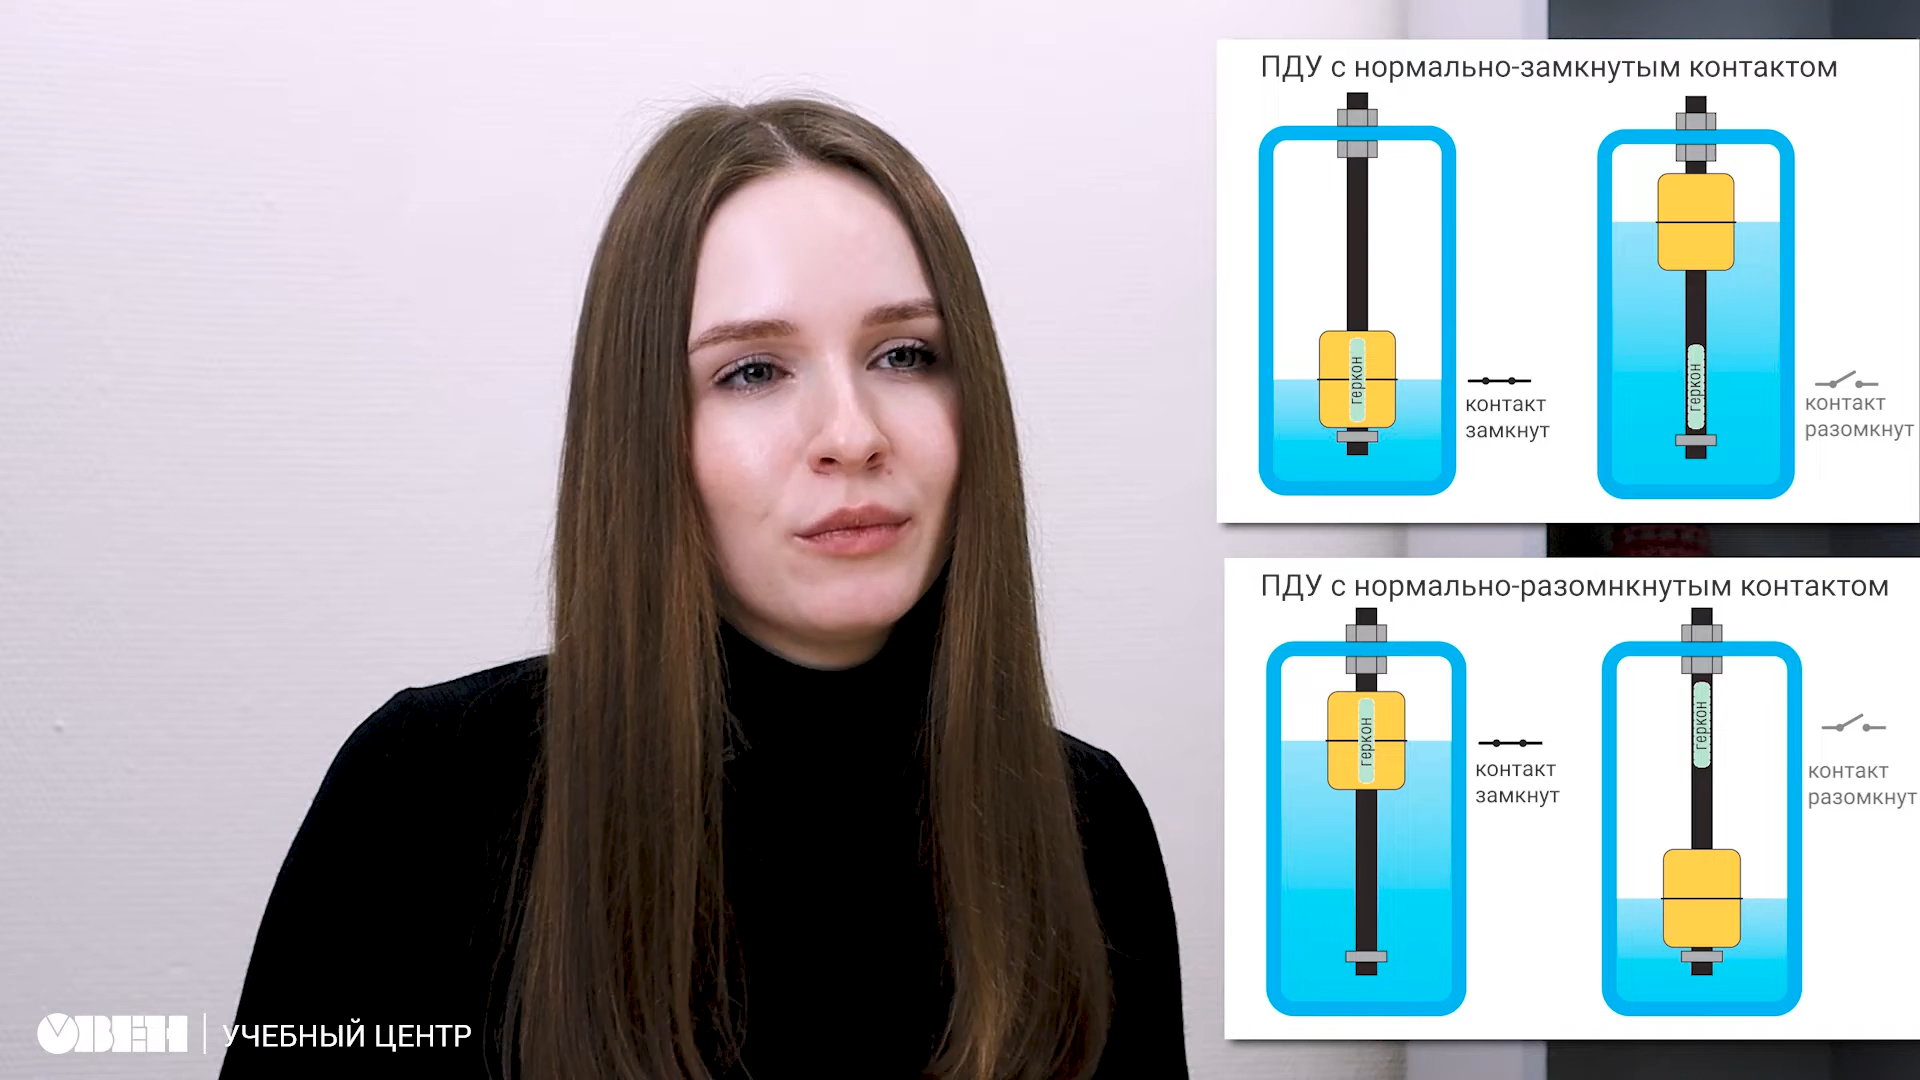 ПДУ с нормально-замкнутым контактом
геркон
контакт
замкнут
геркон
контакт
разомкнут
ПДУ с нормально-разомнкнутым контактом
геркон
контакт
замкнут
геркон
контакт
разомкнут
ОВЕН УЧЕБНЫЙ ЦЕНТР